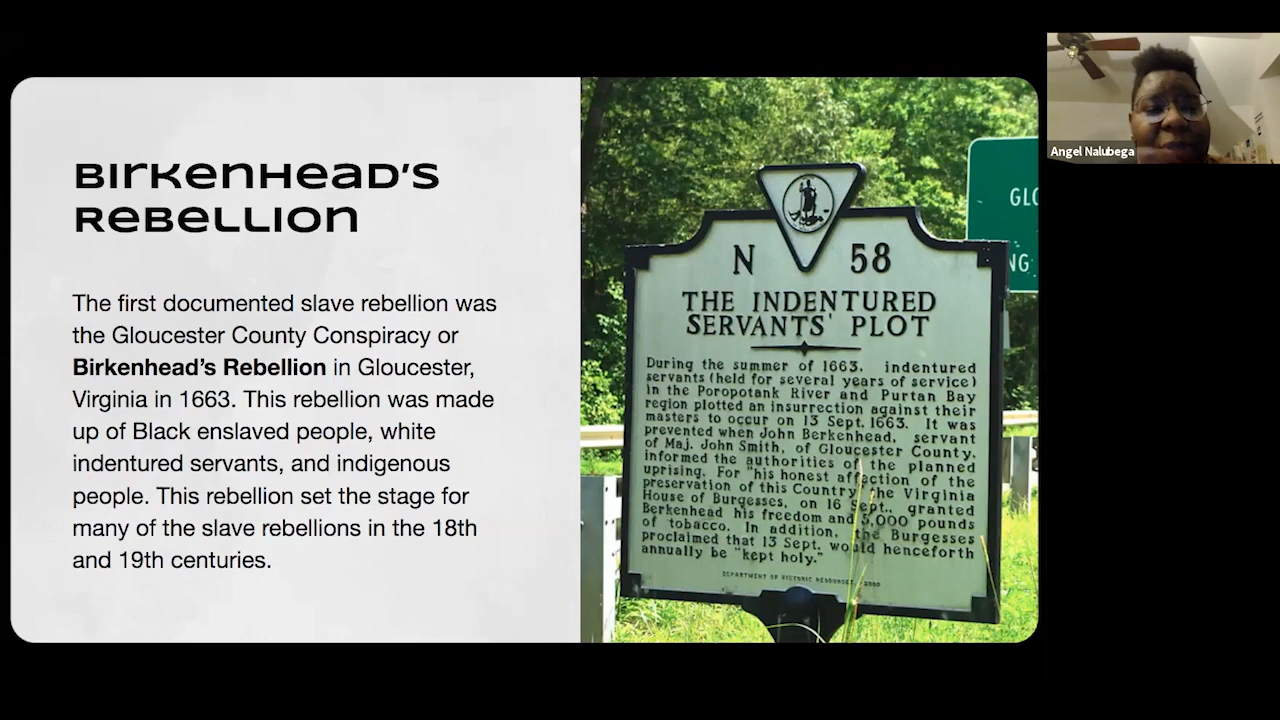 Birkenhead's
Rebellion
The first documented slave rebellion was
the Gloucester County Conspiracy or
Birkenhead's Rebellion in Gloucester,
Virginia in 1663. This rebellion was made
up of Black enslaved people, white
indentured servants, and indigenous
people. This rebellion set the stage for
many of the slave rebellions in the 18th
and 19th centuries.
N 58
THE INDENTURED
SERVANTS' PLOT
During the summer of 1663, indentured
servants (held for several years of service)
in the Poropotank River and Purtan Bay
region plotted an insurrection against their
masters to occur on 13 Sept. 1663. It was
prevented when John Berkenhead, servant
of Maj. John Smith, of Gloucester County,
informed the authorities of the planned
uprising. For "his honest affection of the
preservation of this Country," the Virginia
House of Burgesses, on 16 Sept., granted
Berkenhead his freedom and 5,000 pounds
of tobacco. In addition, the Burgesses
proclaimed that 13 Sept. would henceforth
annually be "kept holy."
DEPARTMENT OF HISTORIC RESOURCES
GLO
NG
Angel Nalubega